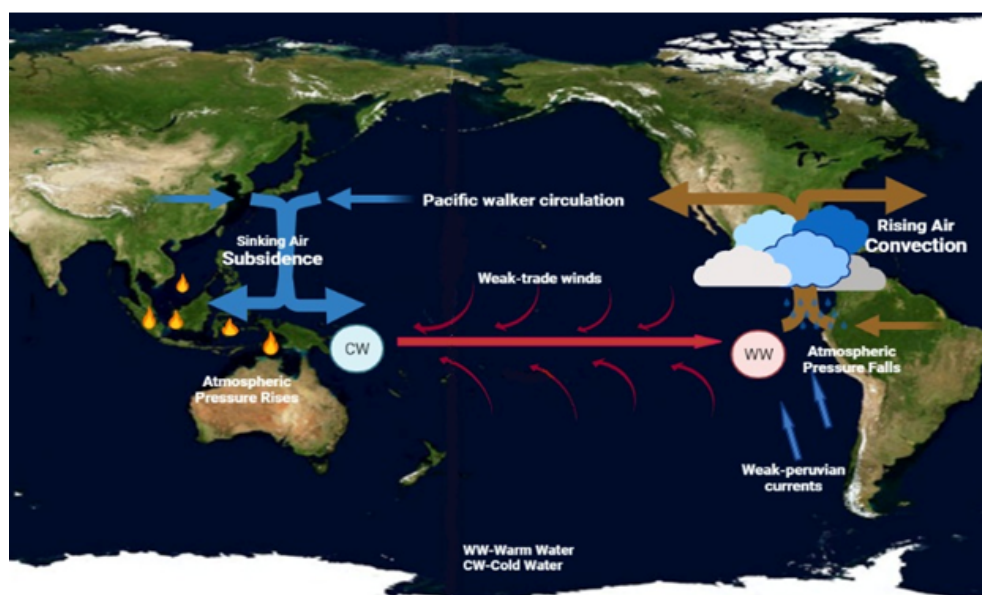 Pacific walker circulation
Sinking Air
Subsidence
Rising Air
Convection
Weak-trade winds
CW
WW
Atmospheric
Pressure Falls
Atmospheric
Pressure Rises
Weak-peruvian
currents
WW-Warm Water
CW-Cold Water